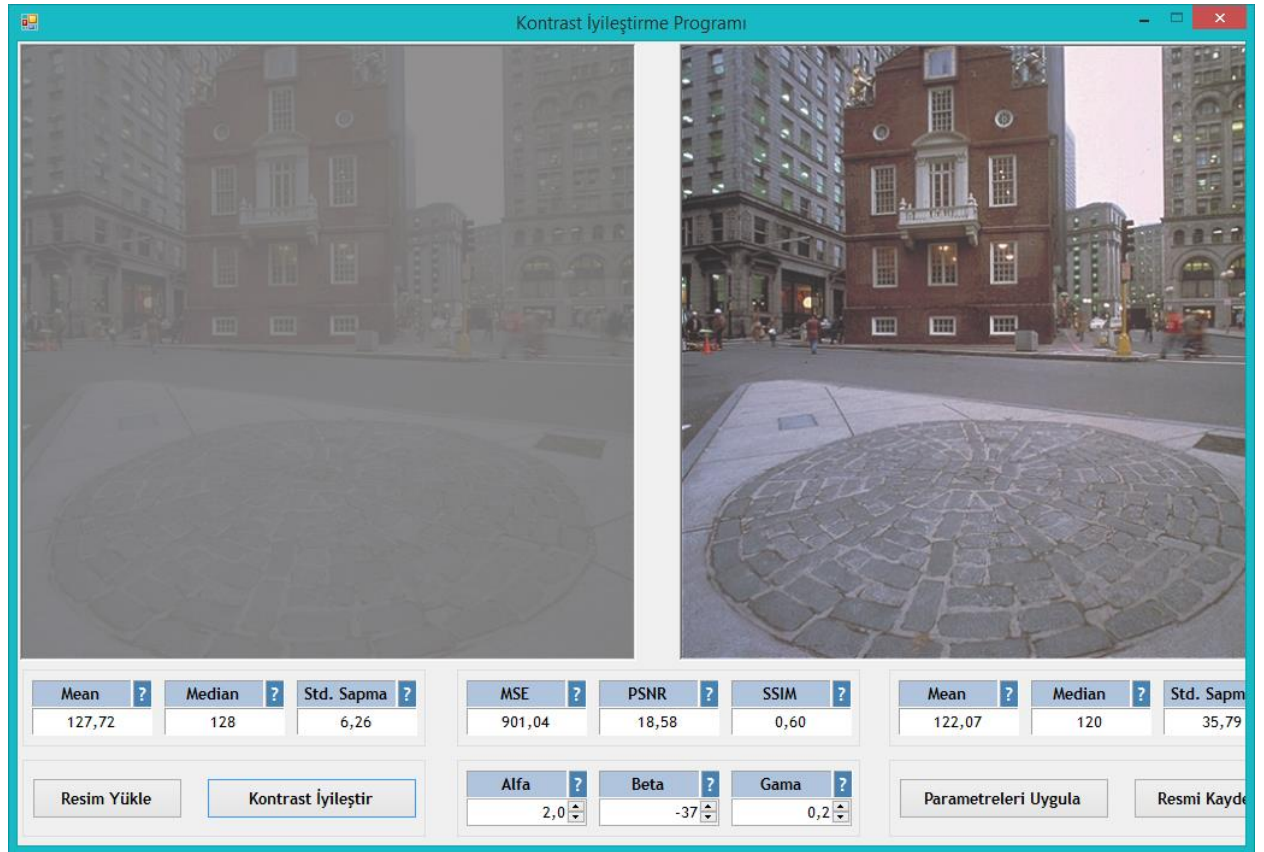 Kontrast İyileştirme Programı
Mean ? Median ? Std. Sapma ?
127,72 128 6,26
MSE ? PSNR ? SSIM ?
901,04 18,58 0,60
Mean ? Median ? Std. Sapm
122,07 120 35,79
Resim Yükle Kontrast İyileştir
Alfa ? Beta ? Gama ?
2,0 -37 0,2
Parametreleri Uygula Resmi Kayde